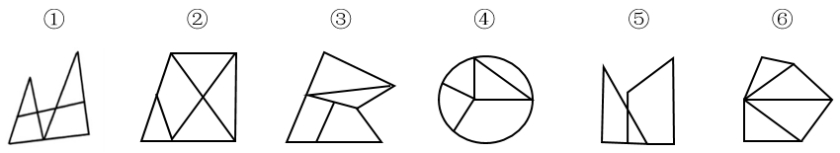 ① ② ③ ④ ⑤ ⑥